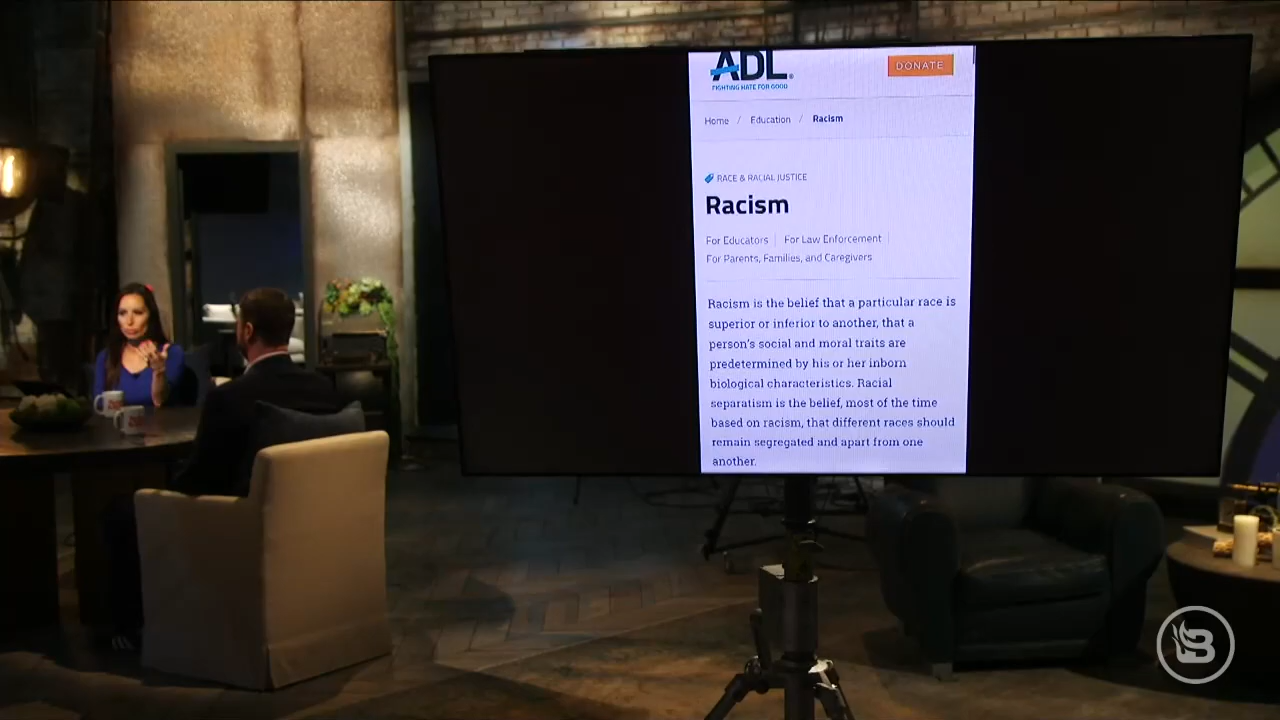 ADL
FIGHTING HATE FOR GOOD
DONATE
Home / Education / Racism
RACE & RACIAL JUSTICE
Racism
For Educators | For Law Enforcement |
For Parents, Families, and Caregivers
Racism is the belief that a particular race is
superior or inferior to another, that a
person's social and moral traits are
predetermined by his or her inborn
biological characteristics. Racial
separatism is the belief, most of the time
based on racism, that different races should
remain segregated and apart from one
another.
B